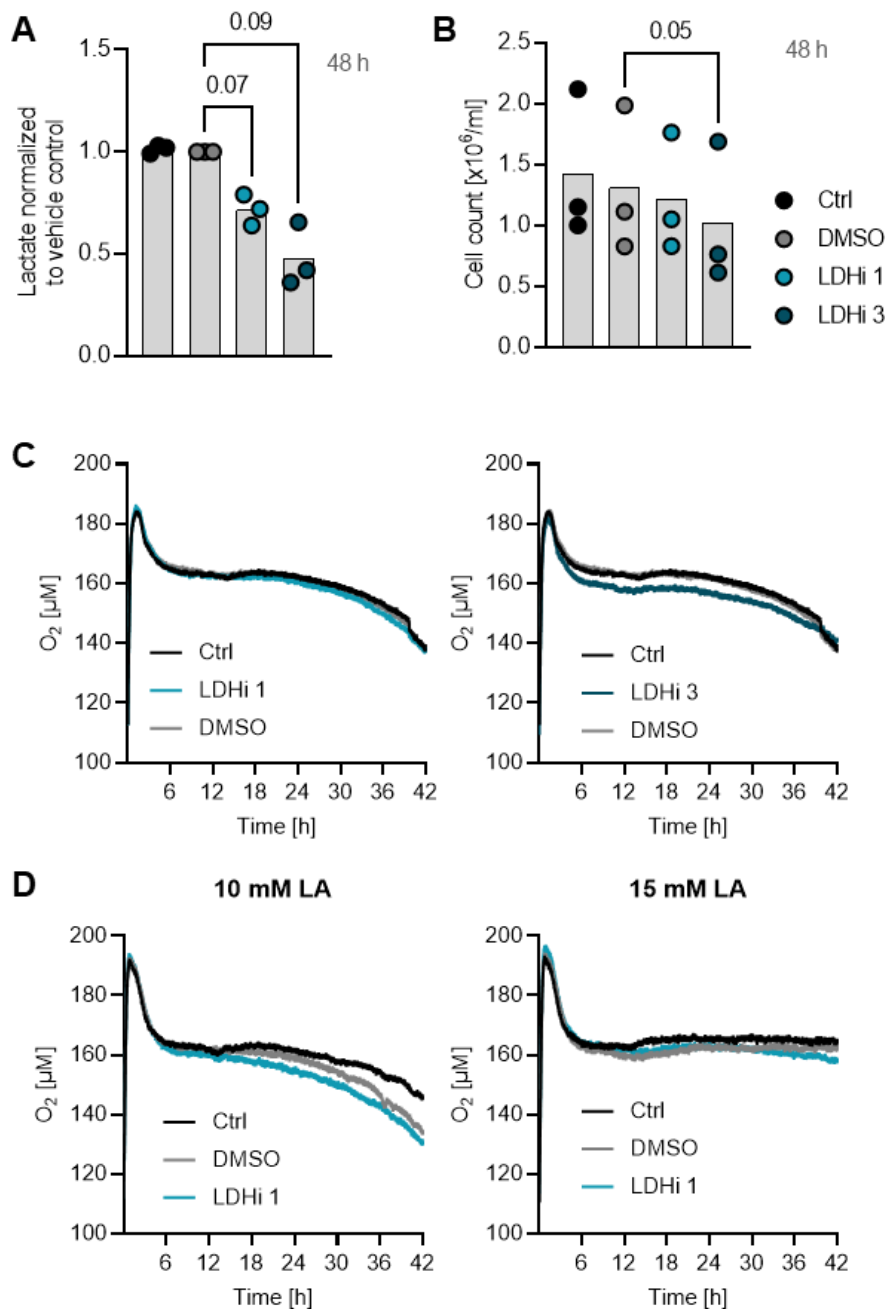 A
Lactate normalized
to vehicle control
1.5
1.0
0.5
0.0
0.09
0.07
48 h
B
Cell count [x10⁶/ml]
2.5
2.0
1.5
1.0
0.5
0.0
0.05
48 h
Ctrl
DMSO
LDHi 1
LDHi 3
C
O₂ [µM]
200
180
160
140
120
100
Ctrl
LDHi 1
DMSO
6 12 18 24 30 36 42
Time [h]
O₂ [µM]
200
180
160
140
120
100
Ctrl
LDHi 3
DMSO
6 12 18 24 30 36 42
Time [h]
D
10 mM LA
O₂ [µM]
200
180
160
140
120
100
Ctrl
DMSO
LDHi 1
6 12 18 24 30 36 42
Time [h]
15 mM LA
O₂ [µM]
200
180
160
140
120
100
Ctrl
DMSO
LDHi 1
6 12 18 24 30 36 42
Time [h]